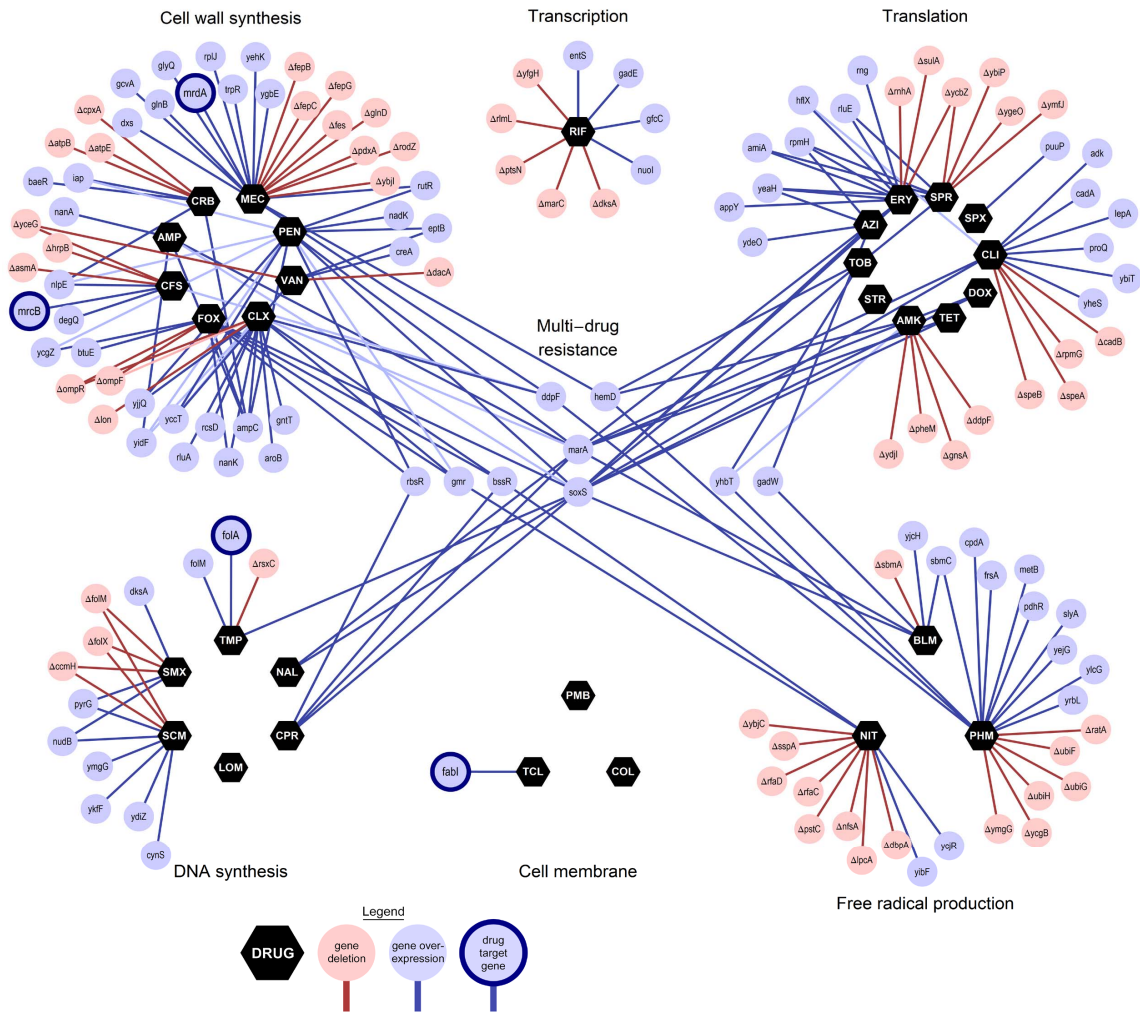 Cell wall synthesis
Transcription
Translation
glyQ
rplJ
yehK
gcvA
mrdA
trpR
ygbE
ΔfepB
glnB
ΔfepC
ΔfepG
ΔcpxA
dxs
Δfes
ΔglnD
ΔatpB
ΔatpE
ΔpdxA
ΔrodZ
baeR
iap
ΔybjI
rutR
CRB
MEC
nanA
nadK
AMP
PEN
eptB
ΔyceG
ΔhrpB
creA
ΔasmA
nlpE
CFS
VAN
ΔdacA
mrcB
degQ
FOX
CLX
ycgZ
btuE
ΔompR
ΔompF
Δlon
yjjQ
yccT
rcsD
ampC
gntT
yidF
rluA
nanK
aroB
entS
ΔyfgH
gadE
ΔrlmL
RIF
gfcC
ΔptsN
nuoI
ΔmarC
ΔdksA
rng
ΔsulA
ΔybiP
hflX
rluE
ΔrnhA
ΔycbZ
ΔygeO
ΔymfJ
amiA
rpmH
puuP
adk
yeaH
ERY
SPR
cadA
appY
AZI
SPX
lepA
ydeO
proQ
TOB
CLI
ybiT
STR
DOX
yheS
AMK
TET
ΔcadB
ΔrpmG
ΔspeB
ΔspeA
ΔddpF
ΔpheM
ΔgnsA
ΔydjI
Multi−drug
resistance
ddpF
hemD
marA
rbsR
gmr
bssR
soxS
yhbT
gadW
folA
folM
ΔrsxC
dksA
ΔfolM
ΔfolX
TMP
ΔccmH
SMX
NAL
pyrG
nudB
SCM
CPR
ymgG
LOM
ykfF
ydiZ
cynS
DNA synthesis
PMB
fabI
TCL
COL
Cell membrane
yjcH
cpdA
ΔsbmA
sbmC
frsA
metB
pdhR
slyA
BLM
yejG
ylcG
yrbL
ΔybjC
NIT
PHM
ΔratA
ΔsspA
ΔubiF
ΔrfaD
ΔrfaC
ΔubiH
ΔubiG
ΔpstC
ΔnfsA
ΔymgG
ΔycgB
ΔlpcA
ΔdbpA
ycjR
yibF
Free radical production
Legend
DRUG
gene
deletion
gene over-
expression
drug
target
gene